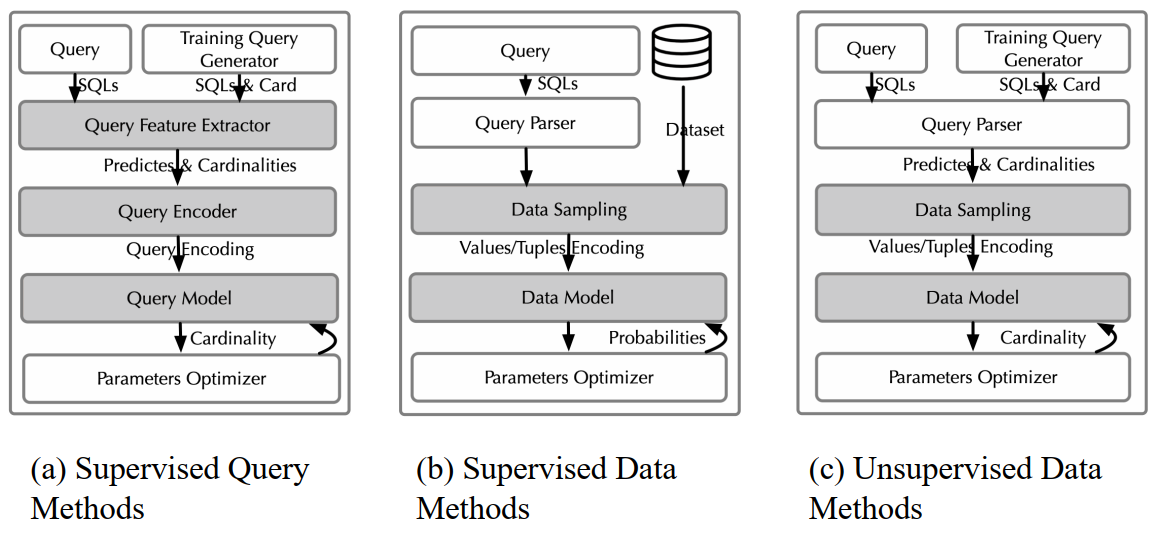 Query
Training Query
Generator
SQLs
SQLs & Card
Query Feature Extractor
Predictes & Cardinalities
Query Encoder
Query Encoding
Query Model
Cardinality
Parameters Optimizer
(a) Supervised Query
Methods
Query
SQLs
Query Parser
Dataset
Data Sampling
Values/Tuples Encoding
Data Model
Probabilities
Parameters Optimizer
(b) Supervised Data
Methods
Query
Training Query
Generator
SQLs
SQLs & Card
Query Parser
Predictes & Cardinalities
Data Sampling
Values/Tuples Encoding
Data Model
Cardinality
Parameters Optimizer
(c) Unsupervised Data
Methods